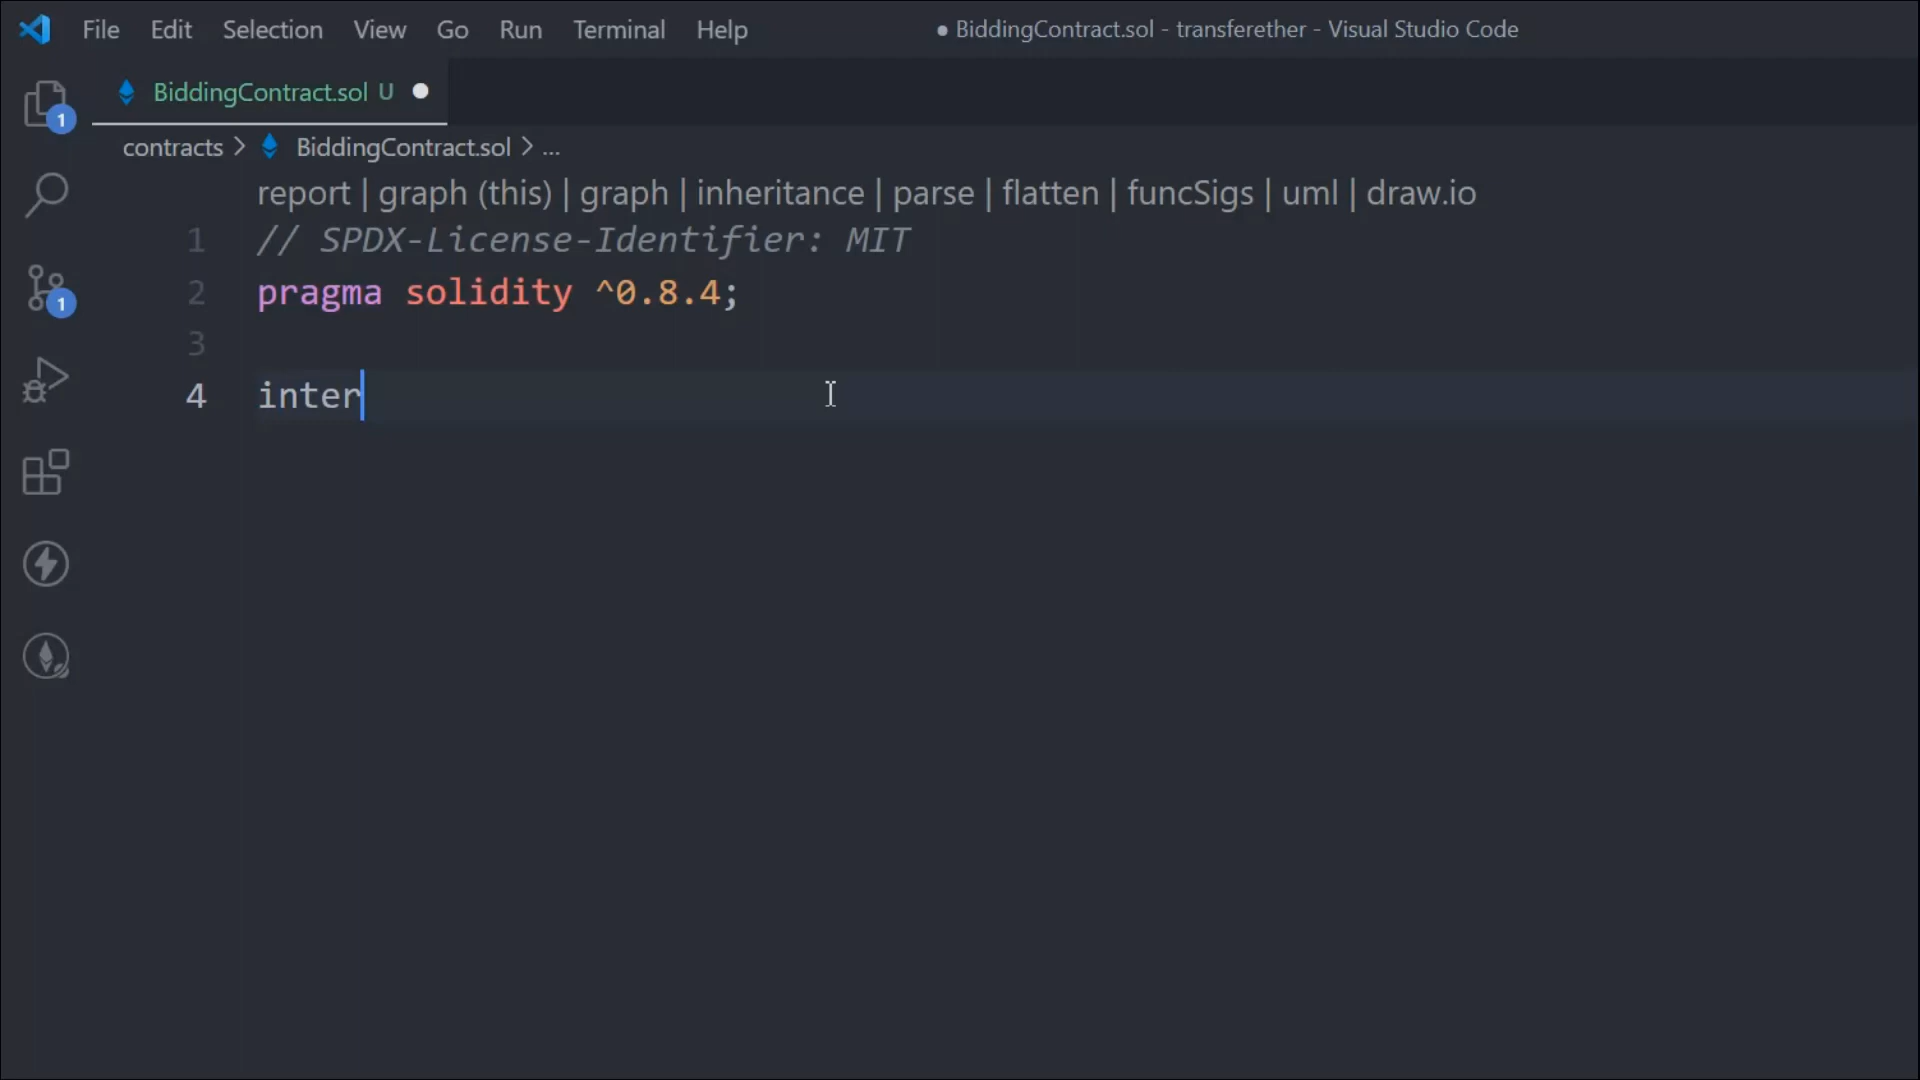 File Edit Selection View Go Run Terminal Help ● BiddingContract.sol - transferether - Visual Studio Code
BiddingContract.sol U ●
1
contracts > BiddingContract.sol > ...
report | graph (this) | graph | inheritance | parse | flatten | funcSigs | uml | draw.io
1 // SPDX-License-Identifier: MIT
2 pragma solidity ^0.8.4;
1
3
4 inter